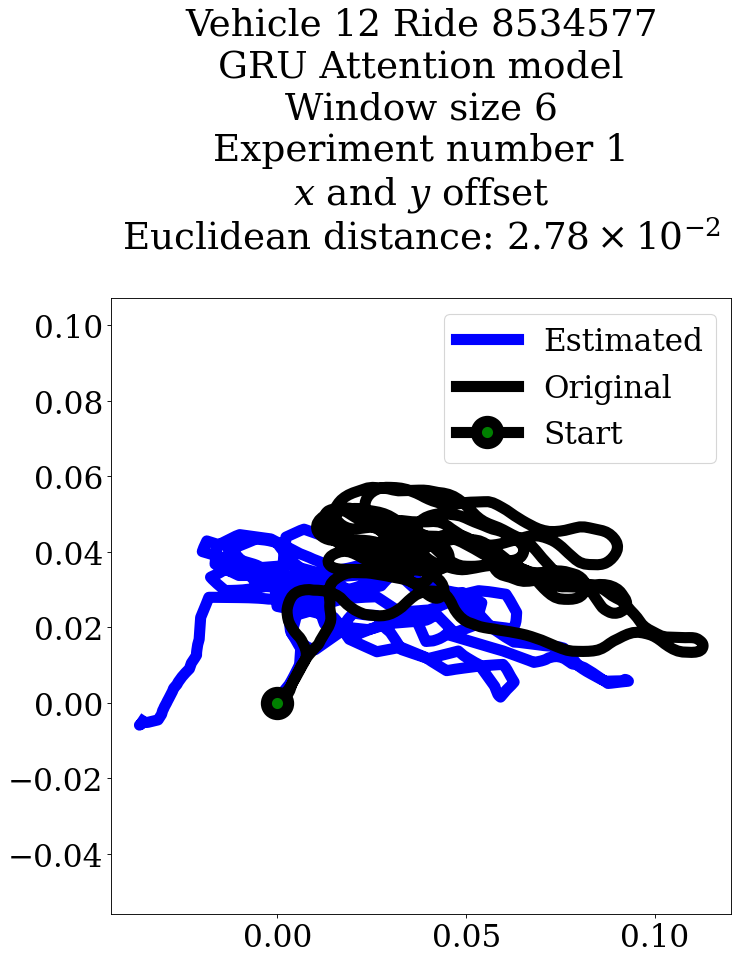 Vehicle 12 Ride 8534577
GRU Attention model
Window size 6
Experiment number 1
x and y offset
Euclidean distance: 2.78 × 10⁻²
Estimated
Original
Start
0.10
0.08
0.06
0.04
0.02
0.00
−0.02
−0.04
0.00 0.05 0.10